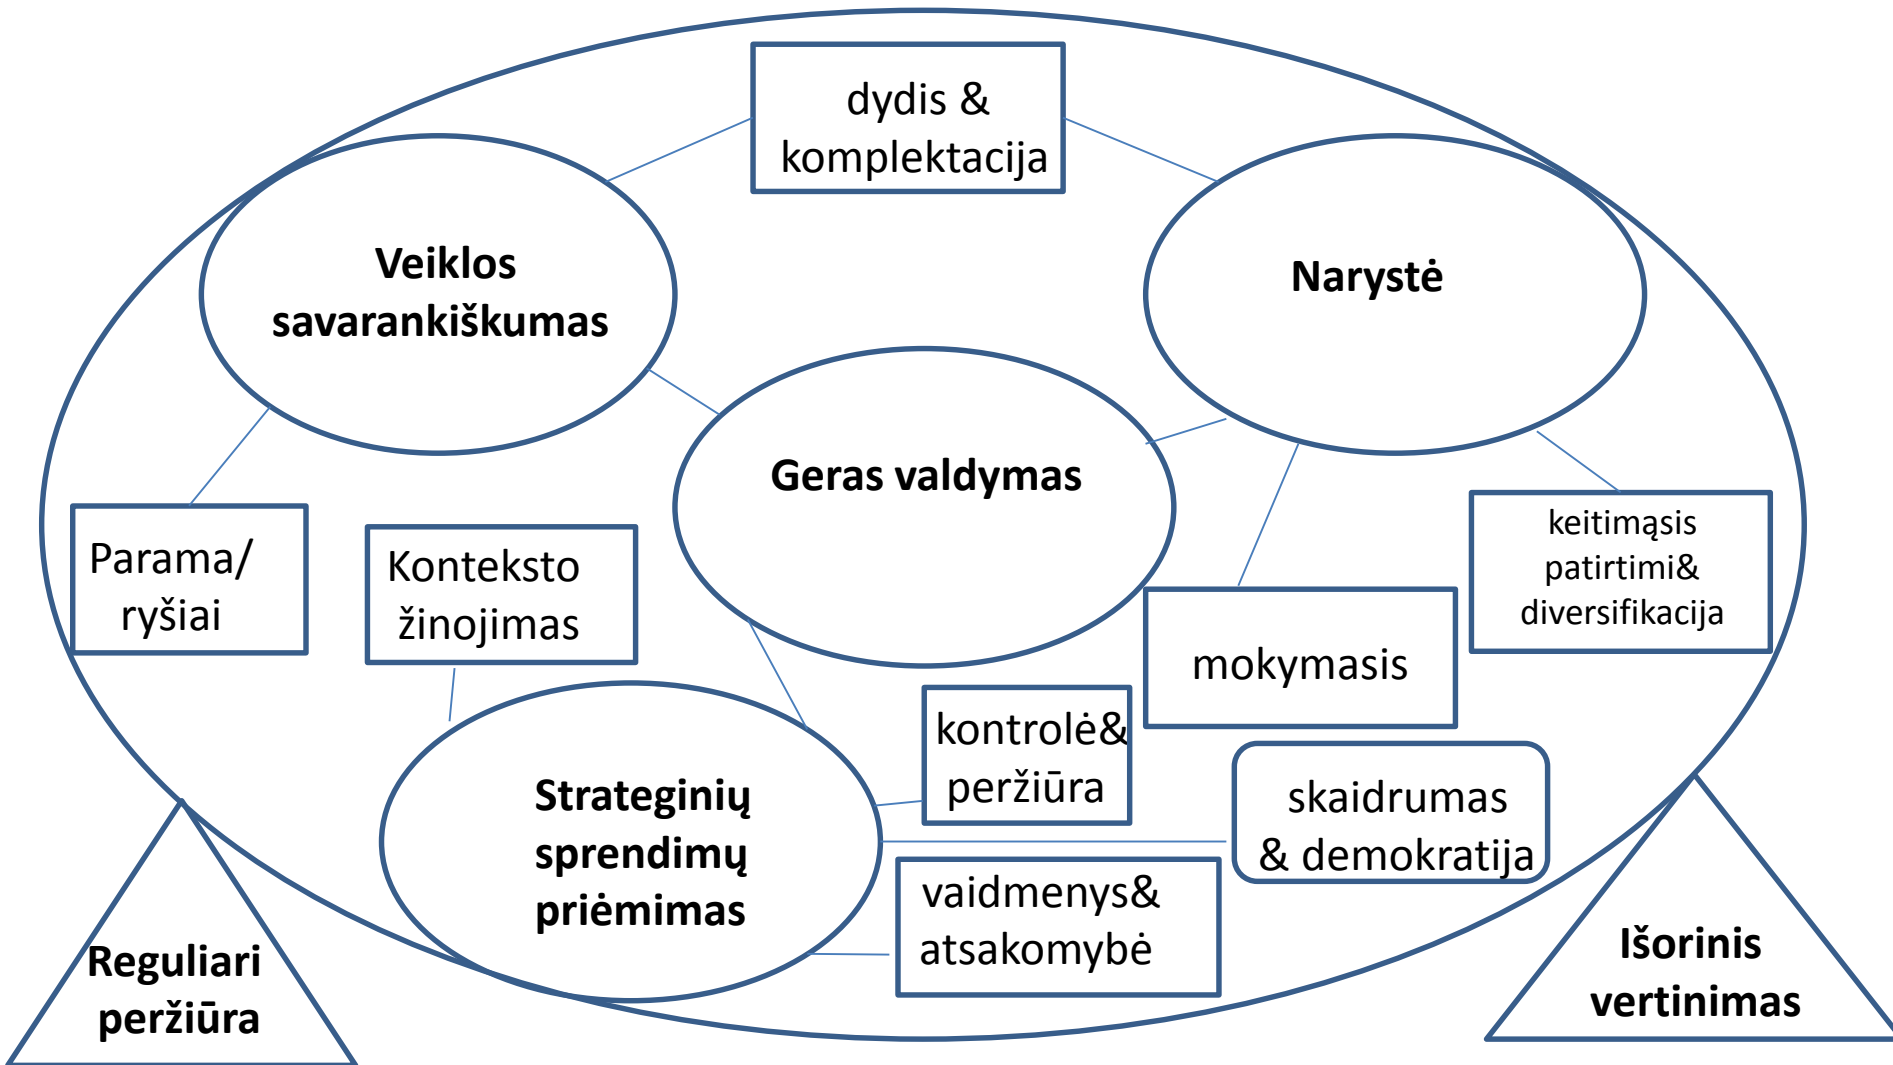 dydis &
komplektacija
Veiklos
savarankiškumas
Narystė
Geras valdymas
Parama/
ryšiai
Konteksto
žinojimas
keitimąsis
patirtimi&
diversifikacija
mokymasis
kontrolė&
peržiūra
skaidrumas
& demokratija
Strateginių
sprendimų
priėmimas
vaidmenys&
atsakomybė
Reguliari
peržiūra
Išorinis
vertinimas